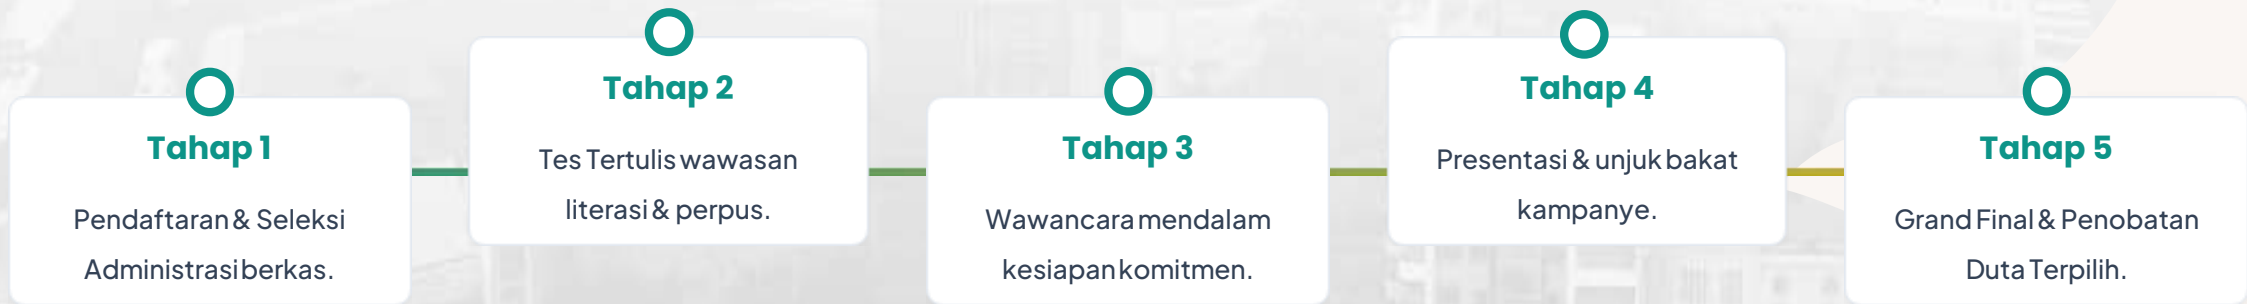 Tahap 1
Pendaftaran & Seleksi
Administrasi berkas.
Tahap 2
Tes Tertulis wawasan
literasi & perpus.
Tahap 3
Wawancara mendalam
kesiapan komitmen.
Tahap 4
Presentasi & unjuk bakat
kampanye.
Tahap 5
Grand Final & Penobatan
Duta Terpilih.